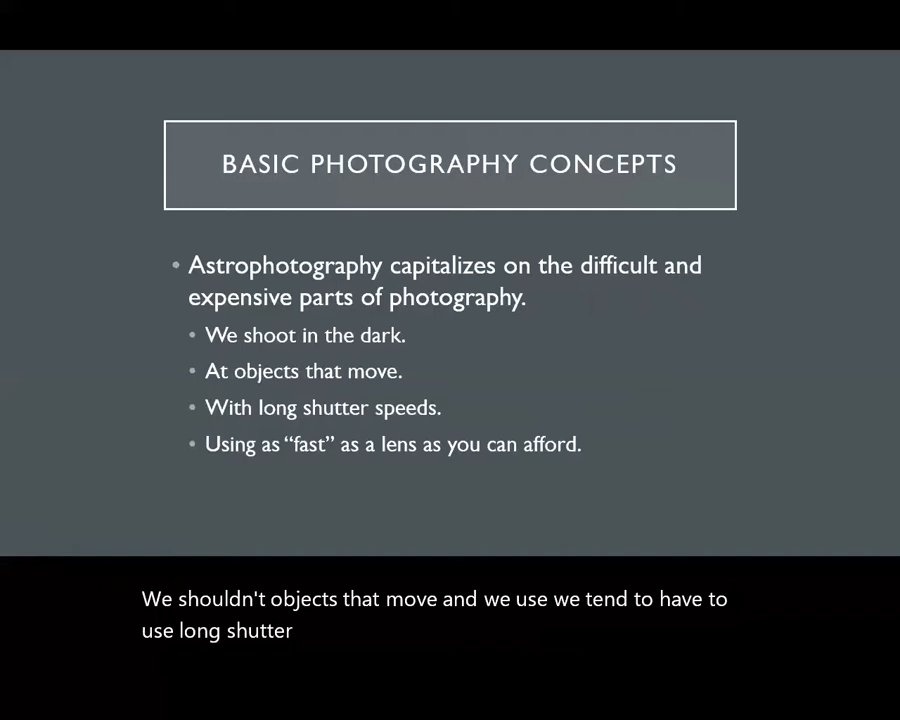 BASIC PHOTOGRAPHY CONCEPTS
• Astrophotography capitalizes on the difficult and
expensive parts of photography.
• We shoot in the dark.
• At objects that move.
• With long shutter speeds.
• Using as “fast” as a lens as you can afford.
We shouldn't objects that move and we use we tend to have to
use long shutter